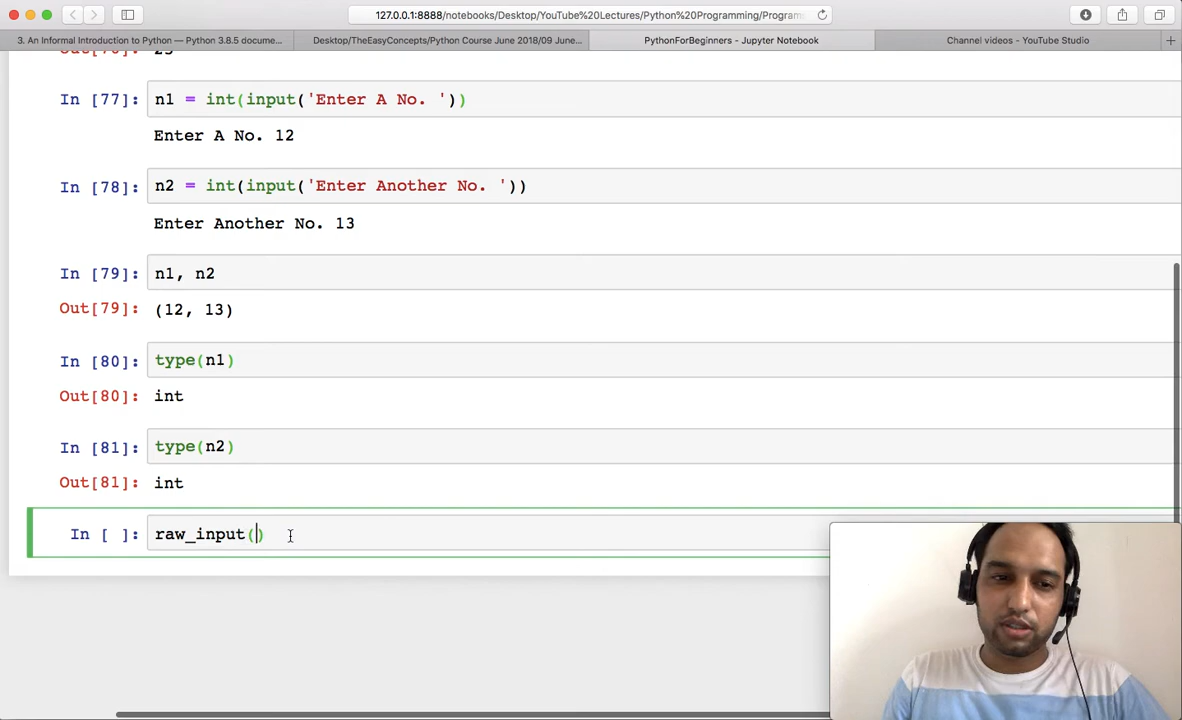 127.0.0.1:8888/notebooks/Desktop/YouTube%20Lectures/Python%20Programming/Program
3. An Informal Introduction to Python — Python 3.8.5 docume...
Desktop/TheEasyConcepts/Python Course June 2018/09 June...
PythonForBeginners - Jupyter Notebook
Channel videos - YouTube Studio
In [77]: n1 = int(input('Enter A No. '))
Enter A No. 12
In [78]: n2 = int(input('Enter Another No. '))
Enter Another No. 13
In [79]: n1, n2
Out[79]: (12, 13)
In [80]: type(n1)
Out[80]: int
In [81]: type(n2)
Out[81]: int
In [ ]: raw_input()